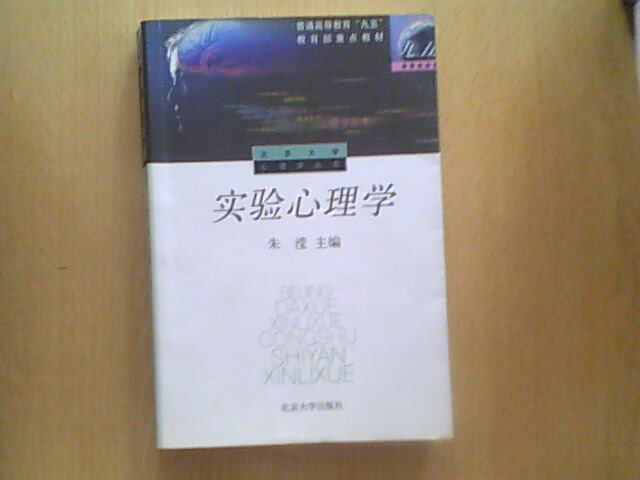 普通高等教育"九五"
教育部重点教材
九五
北京大学
心理学丛书
实验心理学
朱 滢 主编
BEIJING
DAXUE
XINLIXUE
CONGSHU
SHIYAN
XINLIXUE
北京大学出版社